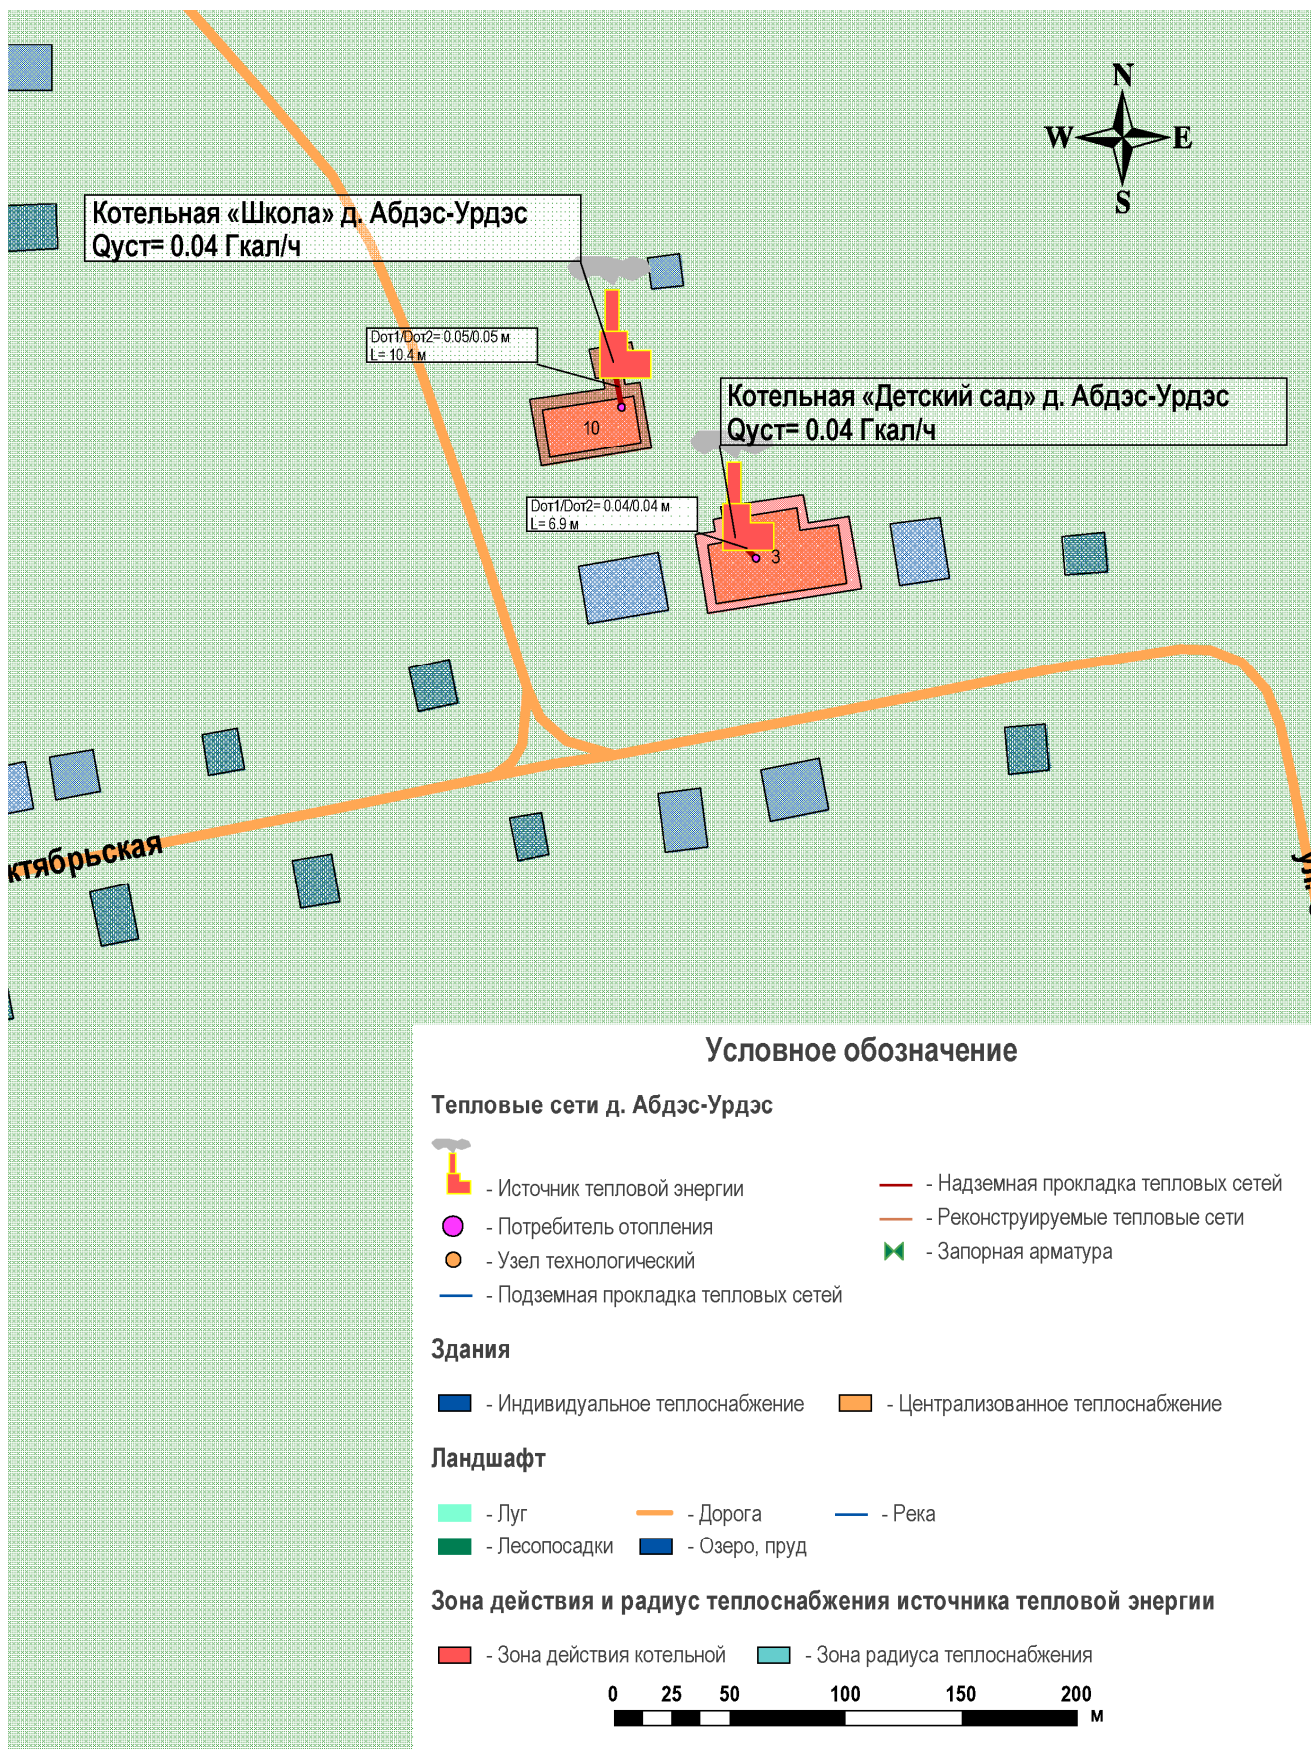 N
W E
S
Котельная «Школа» д. Абдэс-Урдэс
Qуст= 0.04 Гкал/ч
Dот1/Dот2= 0.05/0.05 м
L= 10.4 м
Котельная «Детский сад» д. Абдэс-Урдэс
Qуст= 0.04 Гкал/ч
10
Dот1/Dот2= 0.04/0.04 м
L= 6.9 м
3
ктябрьская
ул.
Условное обозначение
Тепловые сети д. Абдэс-Урдэс
- Источник тепловой энергии
- Потребитель отопления
- Узел технологический
- Подземная прокладка тепловых сетей
- Надземная прокладка тепловых сетей
- Реконструируемые тепловые сети
- Запорная арматура
Здания
- Индивидуальное теплоснабжение - Централизованное теплоснабжение
Ландшафт
- Луг - Дорога - Река
- Лесопосадки - Озеро, пруд
Зона действия и радиус теплоснабжения источника тепловой энергии
- Зона действия котельной - Зона радиуса теплоснабжения
0 25 50 100 150 200
м